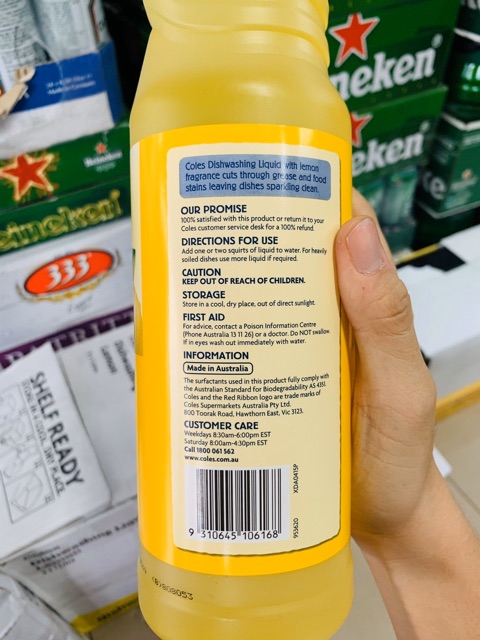 Coles Dishwashing Liquid with lemon
fragrance cuts through grease and food
stains leaving dishes sparkling clean.
OUR PROMISE
100% satisfied with this product or return it to your
Coles customer service desk for a 100% refund.
DIRECTIONS FOR USE
Add one or two squirts of liquid to water. For heavily
soiled dishes use more liquid if required.
CAUTION
KEEP OUT OF REACH OF CHILDREN.
STORAGE
Store in a cool, dry place, out of direct sunlight.
FIRST AID
For advice, contact a Poison Information Centre
(Phone Australia 13 11 26) or a doctor. Do NOT swallow.
If in eyes wash out immediately with water.
INFORMATION
Made in Australia
The surfactants used in this product fully comply with
the Australian Standard for Biodegradability AS 4351.
Coles and the Red Ribbon logo are trade marks of
Coles Supermarkets Australia Pty Ltd.
800 Toorak Road, Hawthorn East, Vic 3123.
CUSTOMER CARE
Weekdays 8:30am-6:00pm EST
Saturday 8:00am-4:30pm EST
Call 1800 061 562
www.coles.com.au
9 310645 106168
XDA0415P
953620
neken
eken
Heineken
eineken
333
SHELF READY